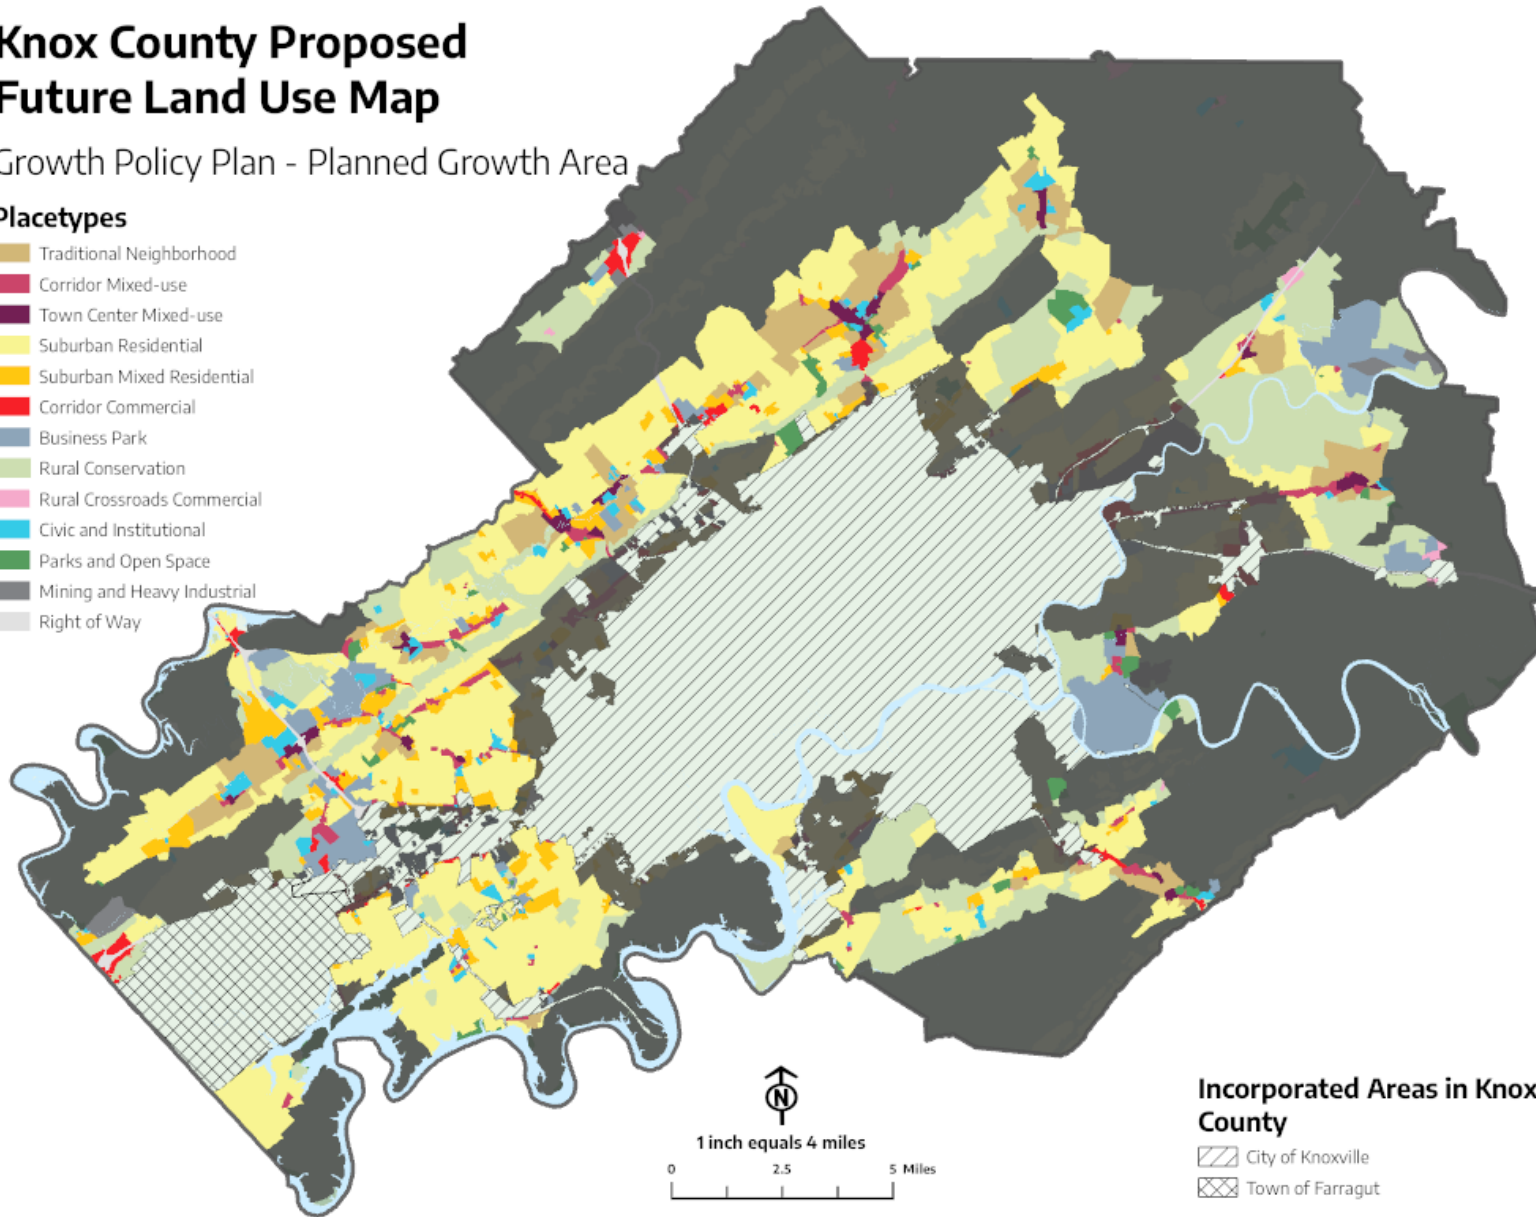 Knox County Proposed
Future Land Use Map
Growth Policy Plan - Planned Growth Area
Placetypes
Traditional Neighborhood
Corridor Mixed-use
Town Center Mixed-use
Suburban Residential
Suburban Mixed Residential
Corridor Commercial
Business Park
Rural Conservation
Rural Crossroads Commercial
Civic and Institutional
Parks and Open Space
Mining and Heavy Industrial
Right of Way
N
1 inch equals 4 miles
0 2.5 5 Miles
Incorporated Areas in Knox
County
City of Knoxville
Town of Farragut